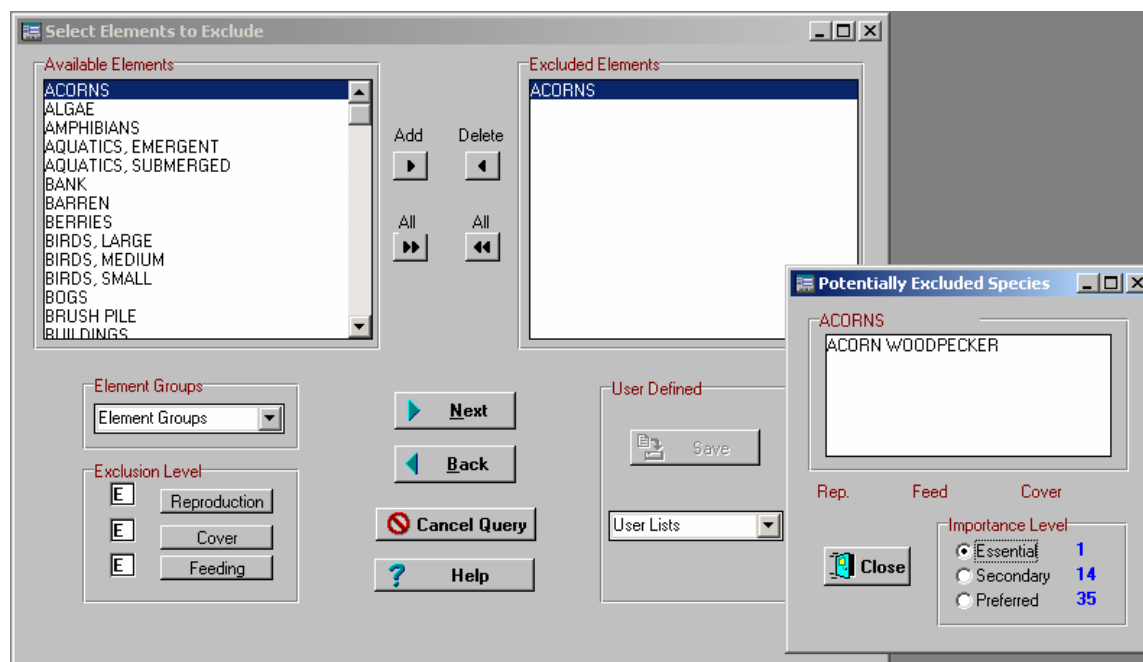 Select Elements to Exclude
Available Elements
ACORNS
ALGAE
AMPHIBIANS
AQUATICS, EMERGENT
AQUATICS, SUBMERGED
BANK
BARREN
BERRIES
BIRDS, LARGE
BIRDS, MEDIUM
BIRDS, SMALL
BOGS
BRUSH PILE
BUILDINGS
Add Delete
All All
Excluded Elements
ACORNS
Element Groups
Element Groups
Exclusion Level
E Reproduction
E Cover
E Feeding
Next
Back
Cancel Query
? Help
User Defined
Save
User Lists
Potentially Excluded Species
ACORNS
ACORN WOODPECKER
Rep. Feed Cover
Importance Level
Essential 1
Secondary 14
Preferred 35
Close